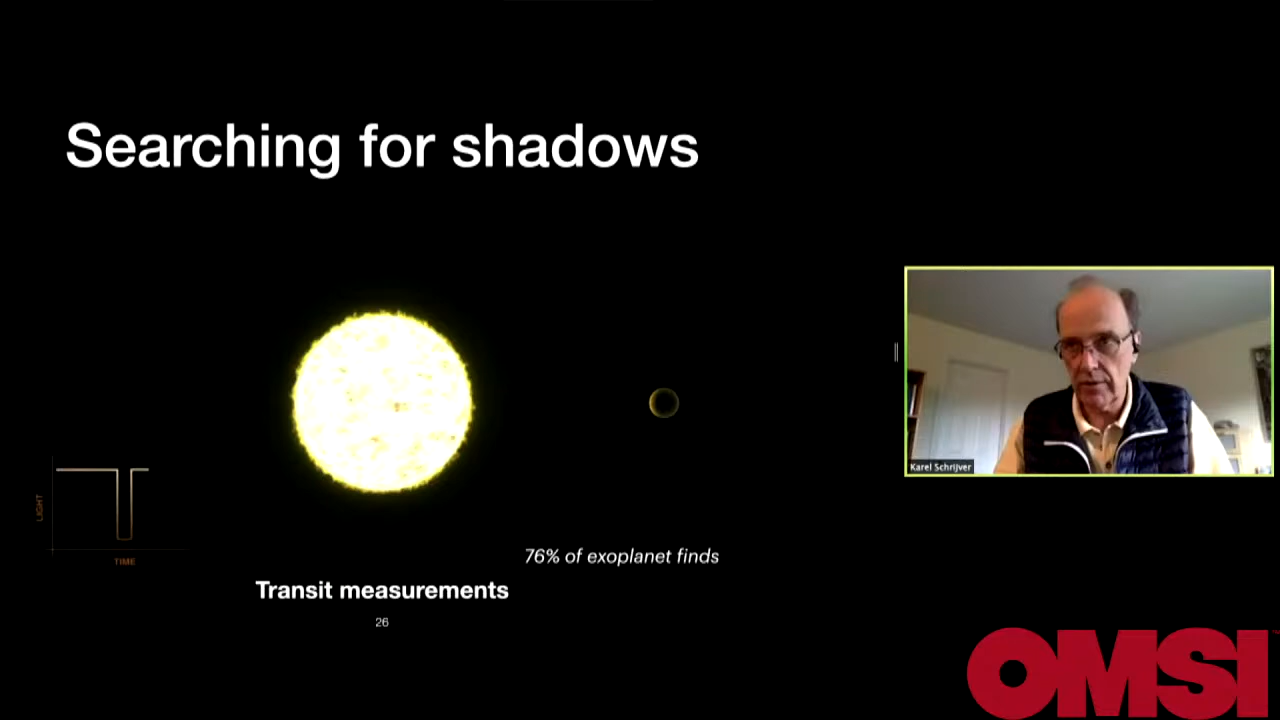 Searching for shadows
LIGHT
TIME
76% of exoplanet finds
Transit measurements
26
Karel Schrijver
OMSI